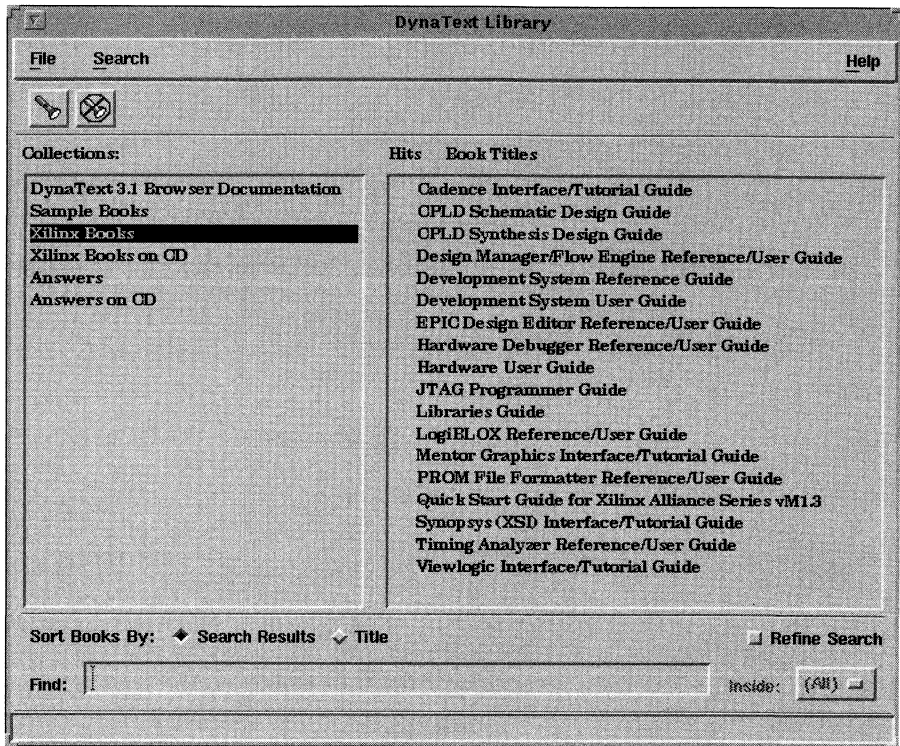 DynaText Library
File Search Help
Collections:
DynaText 3.1 Browser Documentation
Sample Books
Xilinx Books
Xilinx Books on CD
Answers
Answers on CD
Hits Book Titles
Cadence Interface/Tutorial Guide
CPLD Schematic Design Guide
CPLD Synthesis Design Guide
Design Manager/Flow Engine Reference/User Guide
Development System Reference Guide
Development System User Guide
EPIC Design Editor Reference/User Guide
Hardware Debugger Reference/User Guide
Hardware User Guide
JTAG Programmer Guide
Libraries Guide
LogiBLOX Reference/User Guide
Mentor Graphics Interface/Tutorial Guide
PROM File Formatter Reference/User Guide
Quick Start Guide for Xilinx Alliance Series vM1.3
Synopsys (XSI) Interface/Tutorial Guide
Timing Analyzer Reference/User Guide
Viewlogic Interface/Tutorial Guide
Sort Books By: Search Results Title Refine Search
Find: Inside: (All)